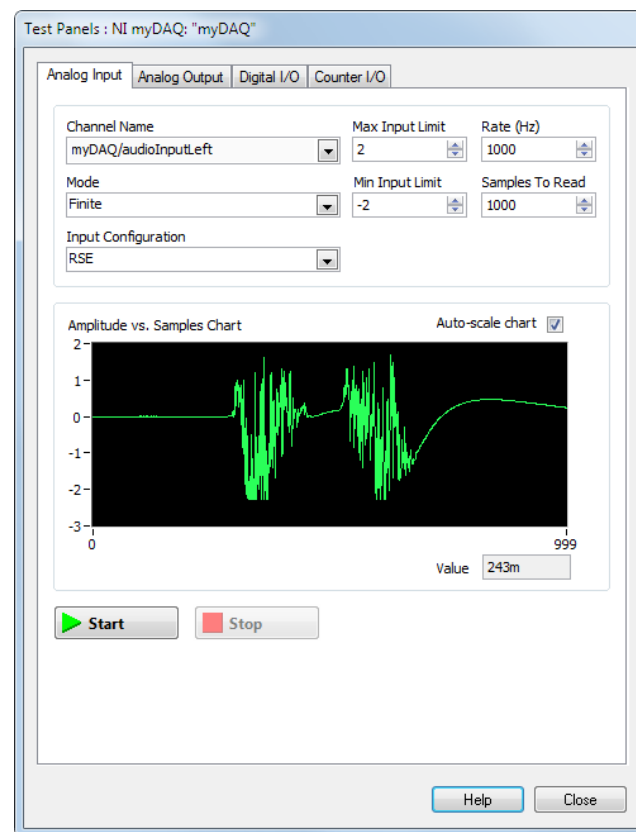 Test Panels : NI myDAQ: "myDAQ"
Analog Input Analog Output Digital I/O Counter I/O
Channel Name Max Input Limit Rate (Hz)
myDAQ/audioInputLeft 2 1000
Mode Min Input Limit Samples To Read
Finite -2 1000
Input Configuration
RSE
Amplitude vs. Samples Chart Auto-scale chart
2
1
0
-1
-2
-3
0 999
Value 243m
Start Stop
Help Close